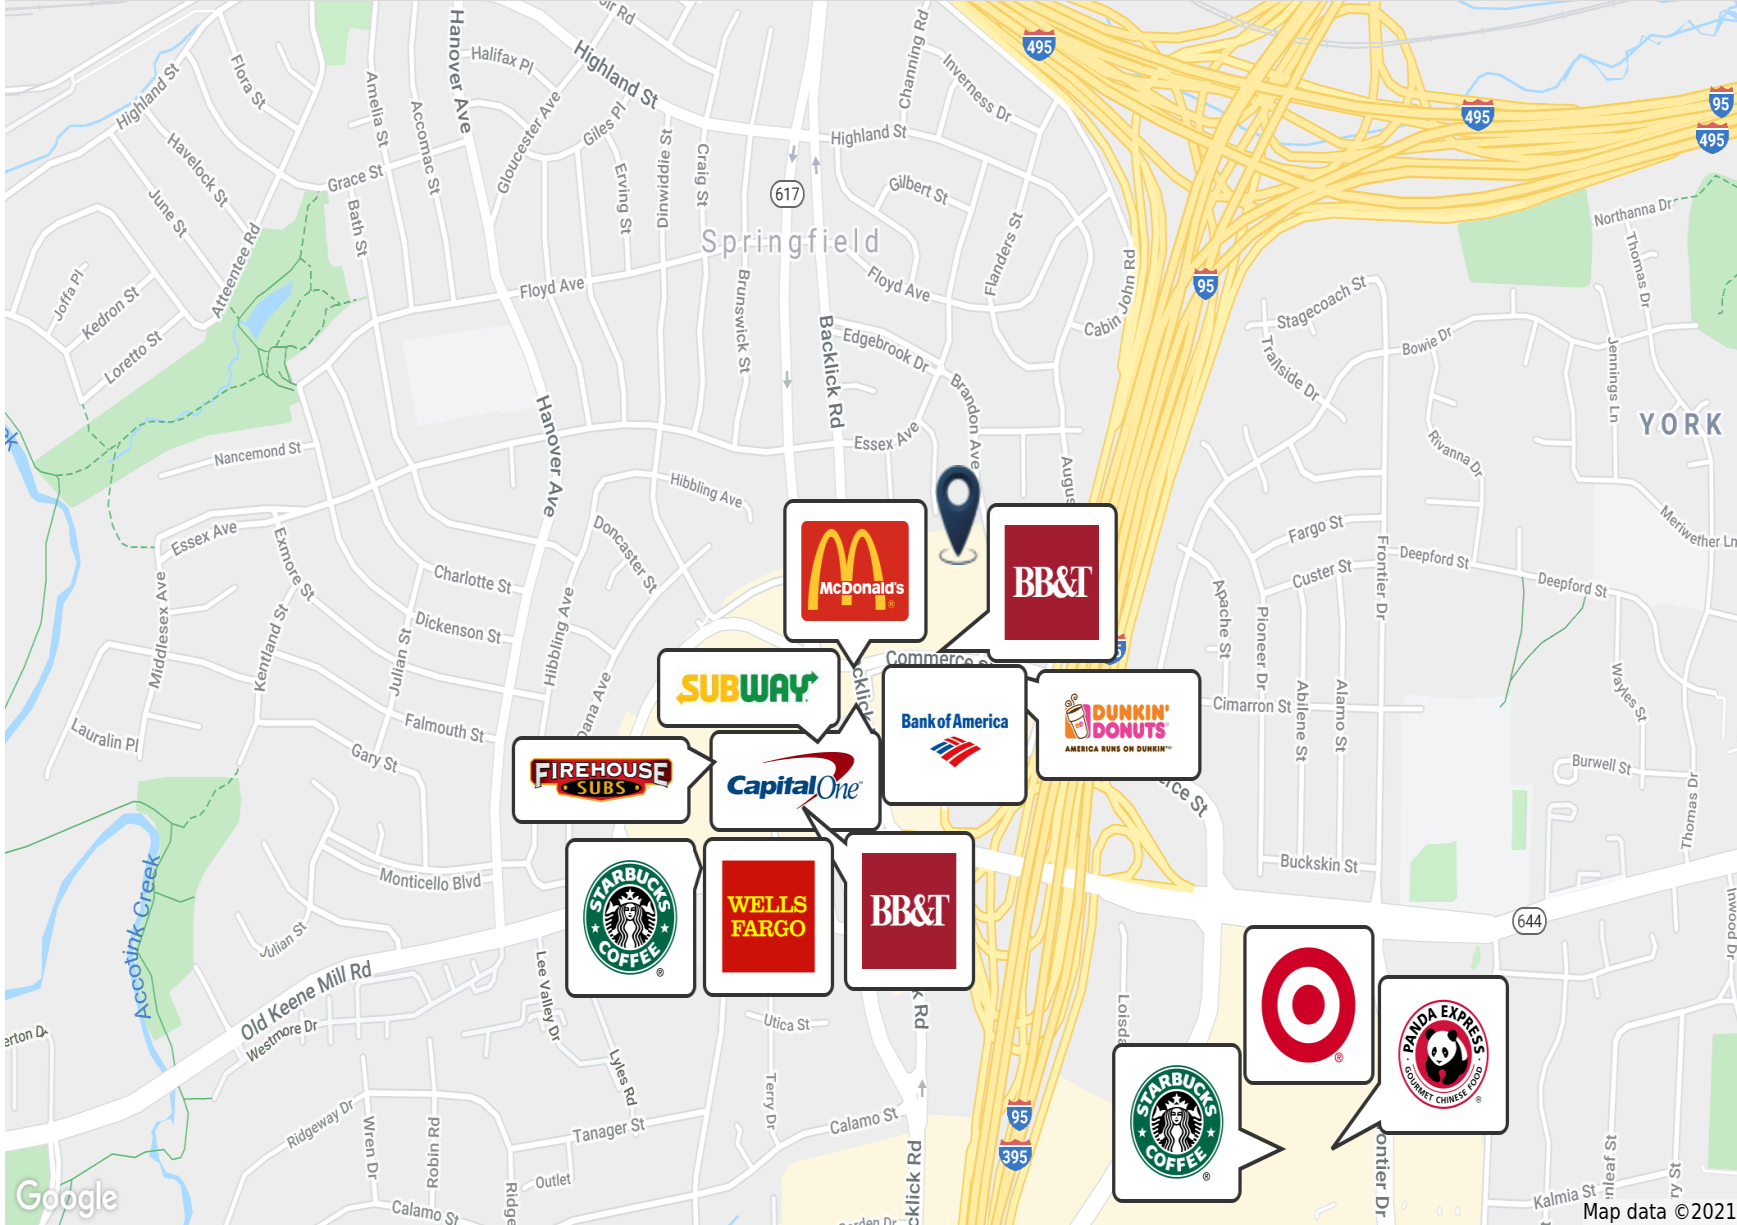 Highland St
Flora St
Amelia St
Accomac St
Hanover Ave
Halifax Pl
Highland St
Gloucester Ave
Giles Pl
Channing Rd
Inverness Dr
495
495
95
495
Havelock St
June St
Grace St
Bath St
Atteentee Rd
Erving St
Dinwiddie St
Craig St
Highland St
Gilbert St
617
Springfield
Flanders St
Floyd Ave
Floyd Ave
Cabin John Rd
95
Northanna Dr
Thomas Dr
Joffa Pl
Kedron St
Loretto St
Brunswick St
Backlick Rd
Edgebrook Dr
Brandon Ave
Stagecoach St
Trailside Dr
Bowie Dr
Jennings Ln
YORK
Hanover Ave
Essex Ave
Nancemond St
Hibbling Ave
Rivanna Dr
Meriwether Ln
Essex Ave
Exmore St
Doncaster St
Charlotte St
McDonald's
BB&T
Fargo St
Frontier Dr
Deepford St
Deepford St
Custer St
Middlesex Ave
Kentland St
Dickenson St
Julian St
Hibbling Ave
Apache St
Pioneer Dr
Commerce
Abilene St
Alamo St
Cimarron St
Wayles St
Lauralin Pl
Falmouth St
Gary St
Dana Ave
SUBWAY
Bank of America
DUNKIN'
DONUTS
AMERICA RUNS ON DUNKIN'
FIREHOUSE
SUBS
Capital One
Burwell St
Thomas Dr
Buckskin St
Monticello Blvd
Accotink Creek
Julian St
STARBUCKS
COFFEE
WELLS
FARGO
BB&T
644
Inwood Dr
Old Keene Mill Rd
Westmore Dr
Lee Valley Dr
Lyles Rd
Utica St
Terry Dr
PANDA EXPRESS
GOURMET CHINESE FOOD
STARBUCKS
COFFEE
95
395
Ridgeway Dr
Wren Dr
Robin Rd
Tanager St
Calamo St
Outlet
Calamo St
Kalmia St
Google
Map data ©2021